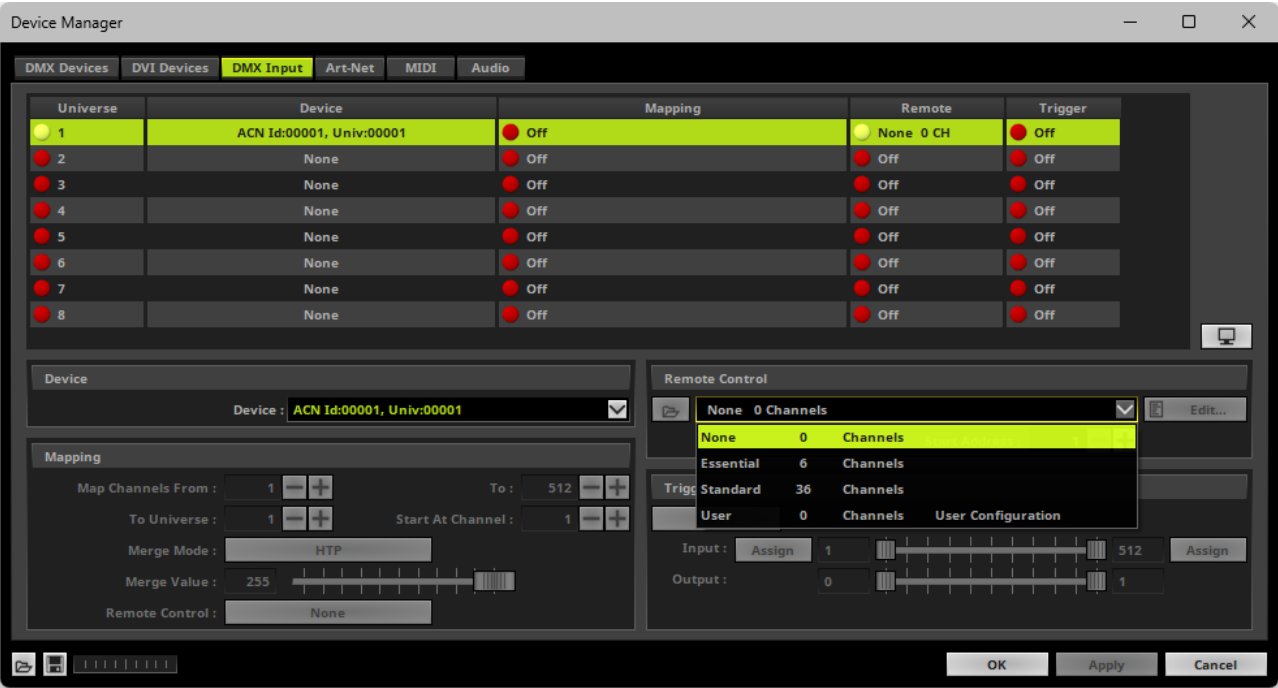 Device Manager
DMX Devices DVI Devices DMX Input Art-Net MIDI Audio
Universe Device Mapping Remote Trigger
1 ACN Id:00001, Univ:00001 Off None 0 CH Off
2 None Off Off Off
3 None Off Off Off
4 None Off Off Off
5 None Off Off Off
6 None Off Off Off
7 None Off Off Off
8 None Off Off Off
Device
Device : ACN Id:00001, Univ:00001
Mapping
Map Channels From : 1 To : 512
To Universe : 1 Start At Channel : 1
Merge Mode : HTP
Merge Value : 255
Remote Control : None
Remote Control
None 0 Channels Edit...
None 0 Channels
Essential 6 Channels
Standard 36 Channels
User 0 Channels User Configuration
Input : Assign 1 512 Assign
Output : 0 1
OK Apply Cancel